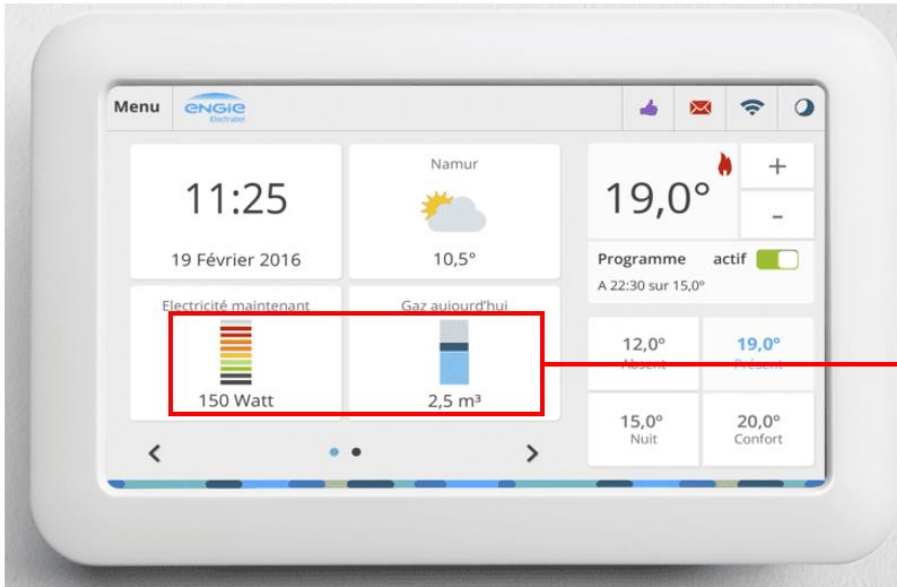 Menu
ENGIE
Electrabel
11:25
19 Février 2016
Namur
10,5°
19,0°
+
-
Programme actif
A 22:30 sur 15,0°
Electricité maintenant
150 Watt
Gaz aujourd'hui
2,5 m³
12,0°
Absent
19,0°
Présent
15,0°
Nuit
20,0°
Confort